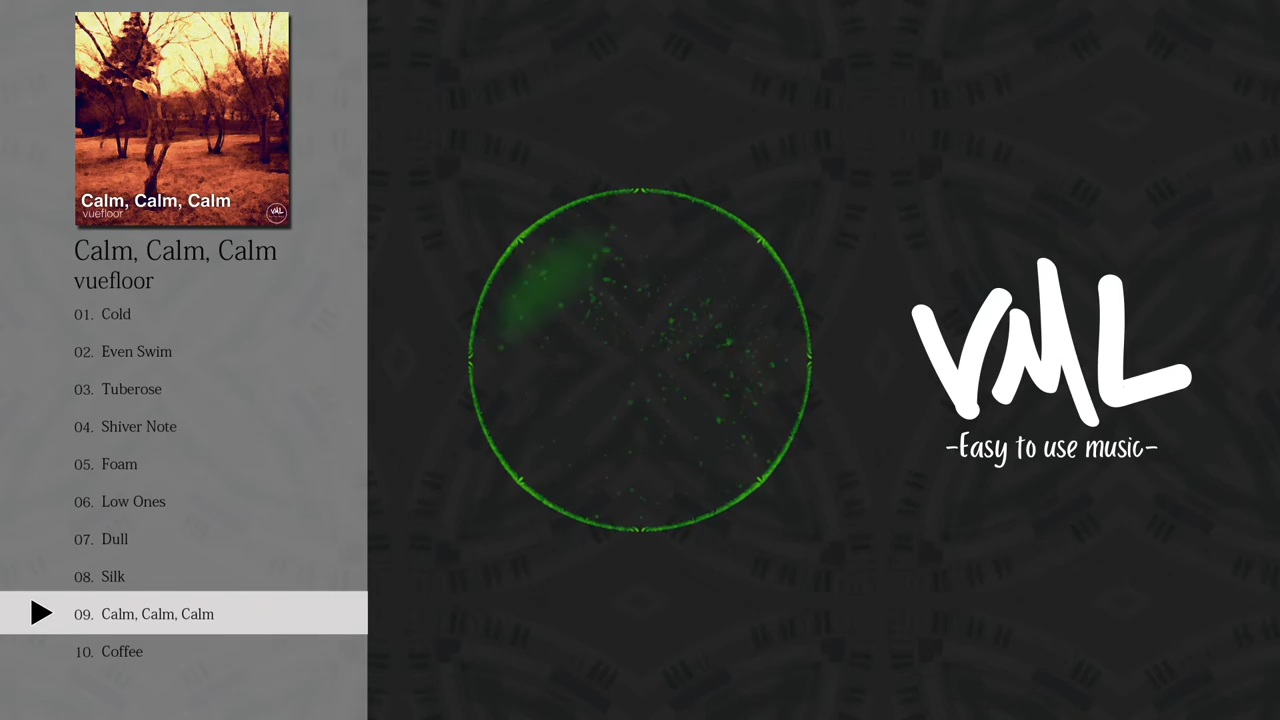 Calm, Calm, Calm
vuefloor
VML
Calm, Calm, Calm
vuefloor
01. Cold
02. Even Swim
03. Tuberose
04. Shiver Note
05. Foam
06. Low Ones
07. Dull
08. Silk
09. Calm, Calm, Calm
10. Coffee
VML
-Easy to use music-